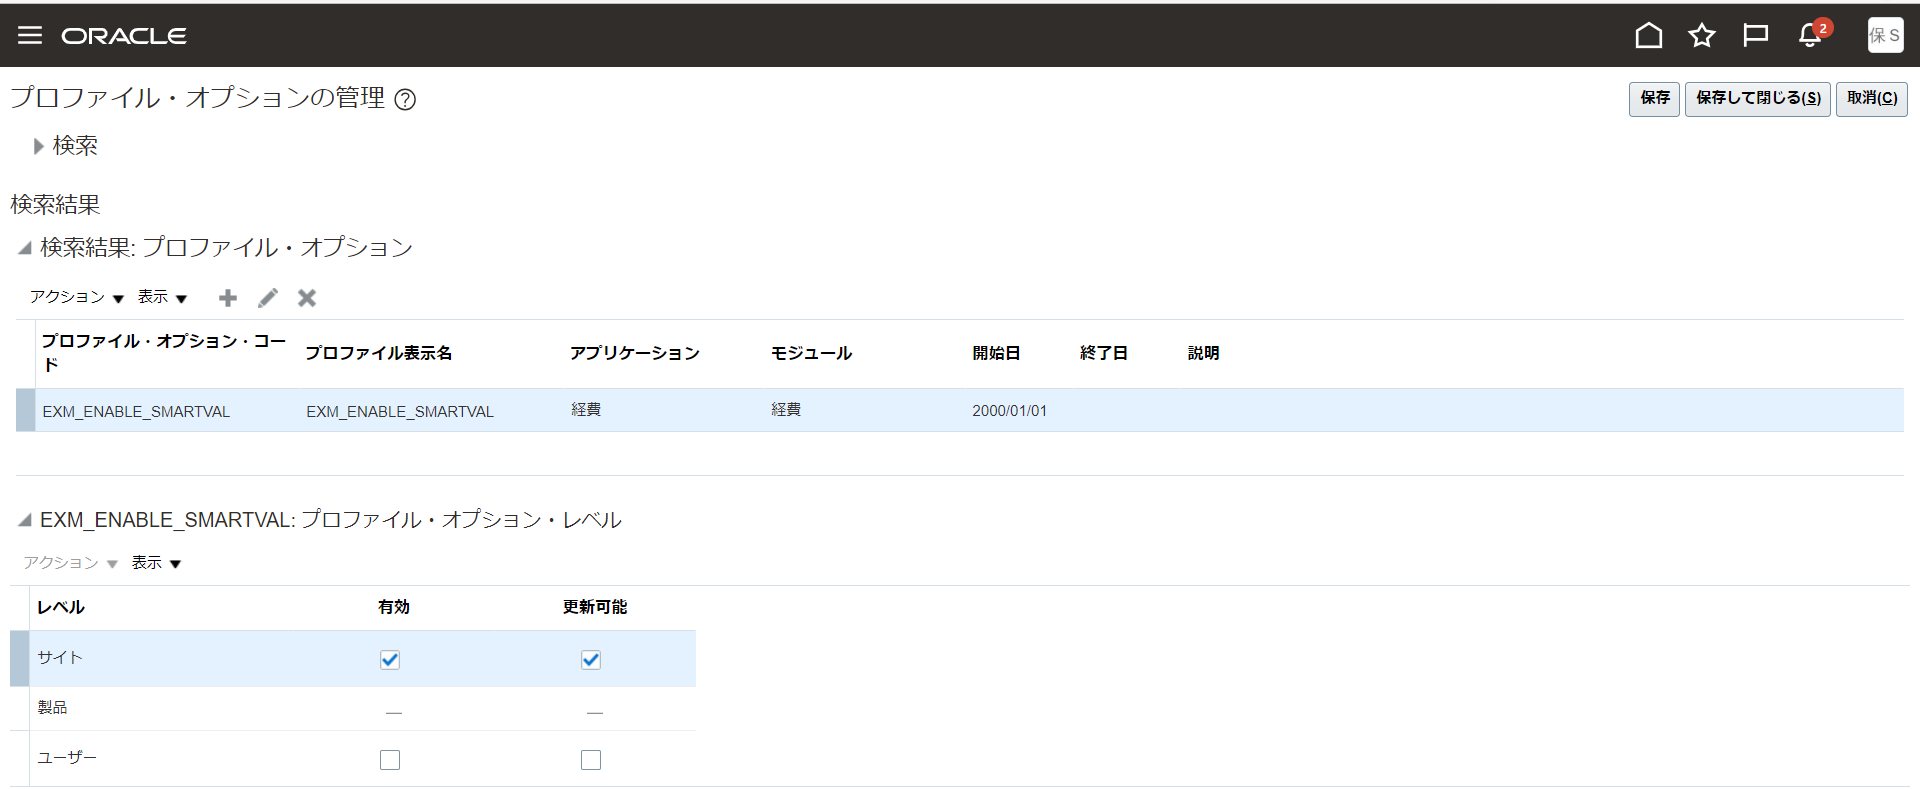 ORACLE
2
保 S
プロファイル・オプションの管理 ?
保存 保存して閉じる(S) 取消(C)
検索
検索結果
検索結果: プロファイル・オプション
アクション 表示
プロファイル・オプション・コー
ド
プロファイル表示名 アプリケーション モジュール 開始日 終了日 説明
EXM_ENABLE_SMARTVAL EXM_ENABLE_SMARTVAL 経費 経費 2000/01/01
EXM_ENABLE_SMARTVAL: プロファイル・オプション・レベル
アクション 表示
レベル 有効 更新可能
サイト
製品 — —
ユーザー